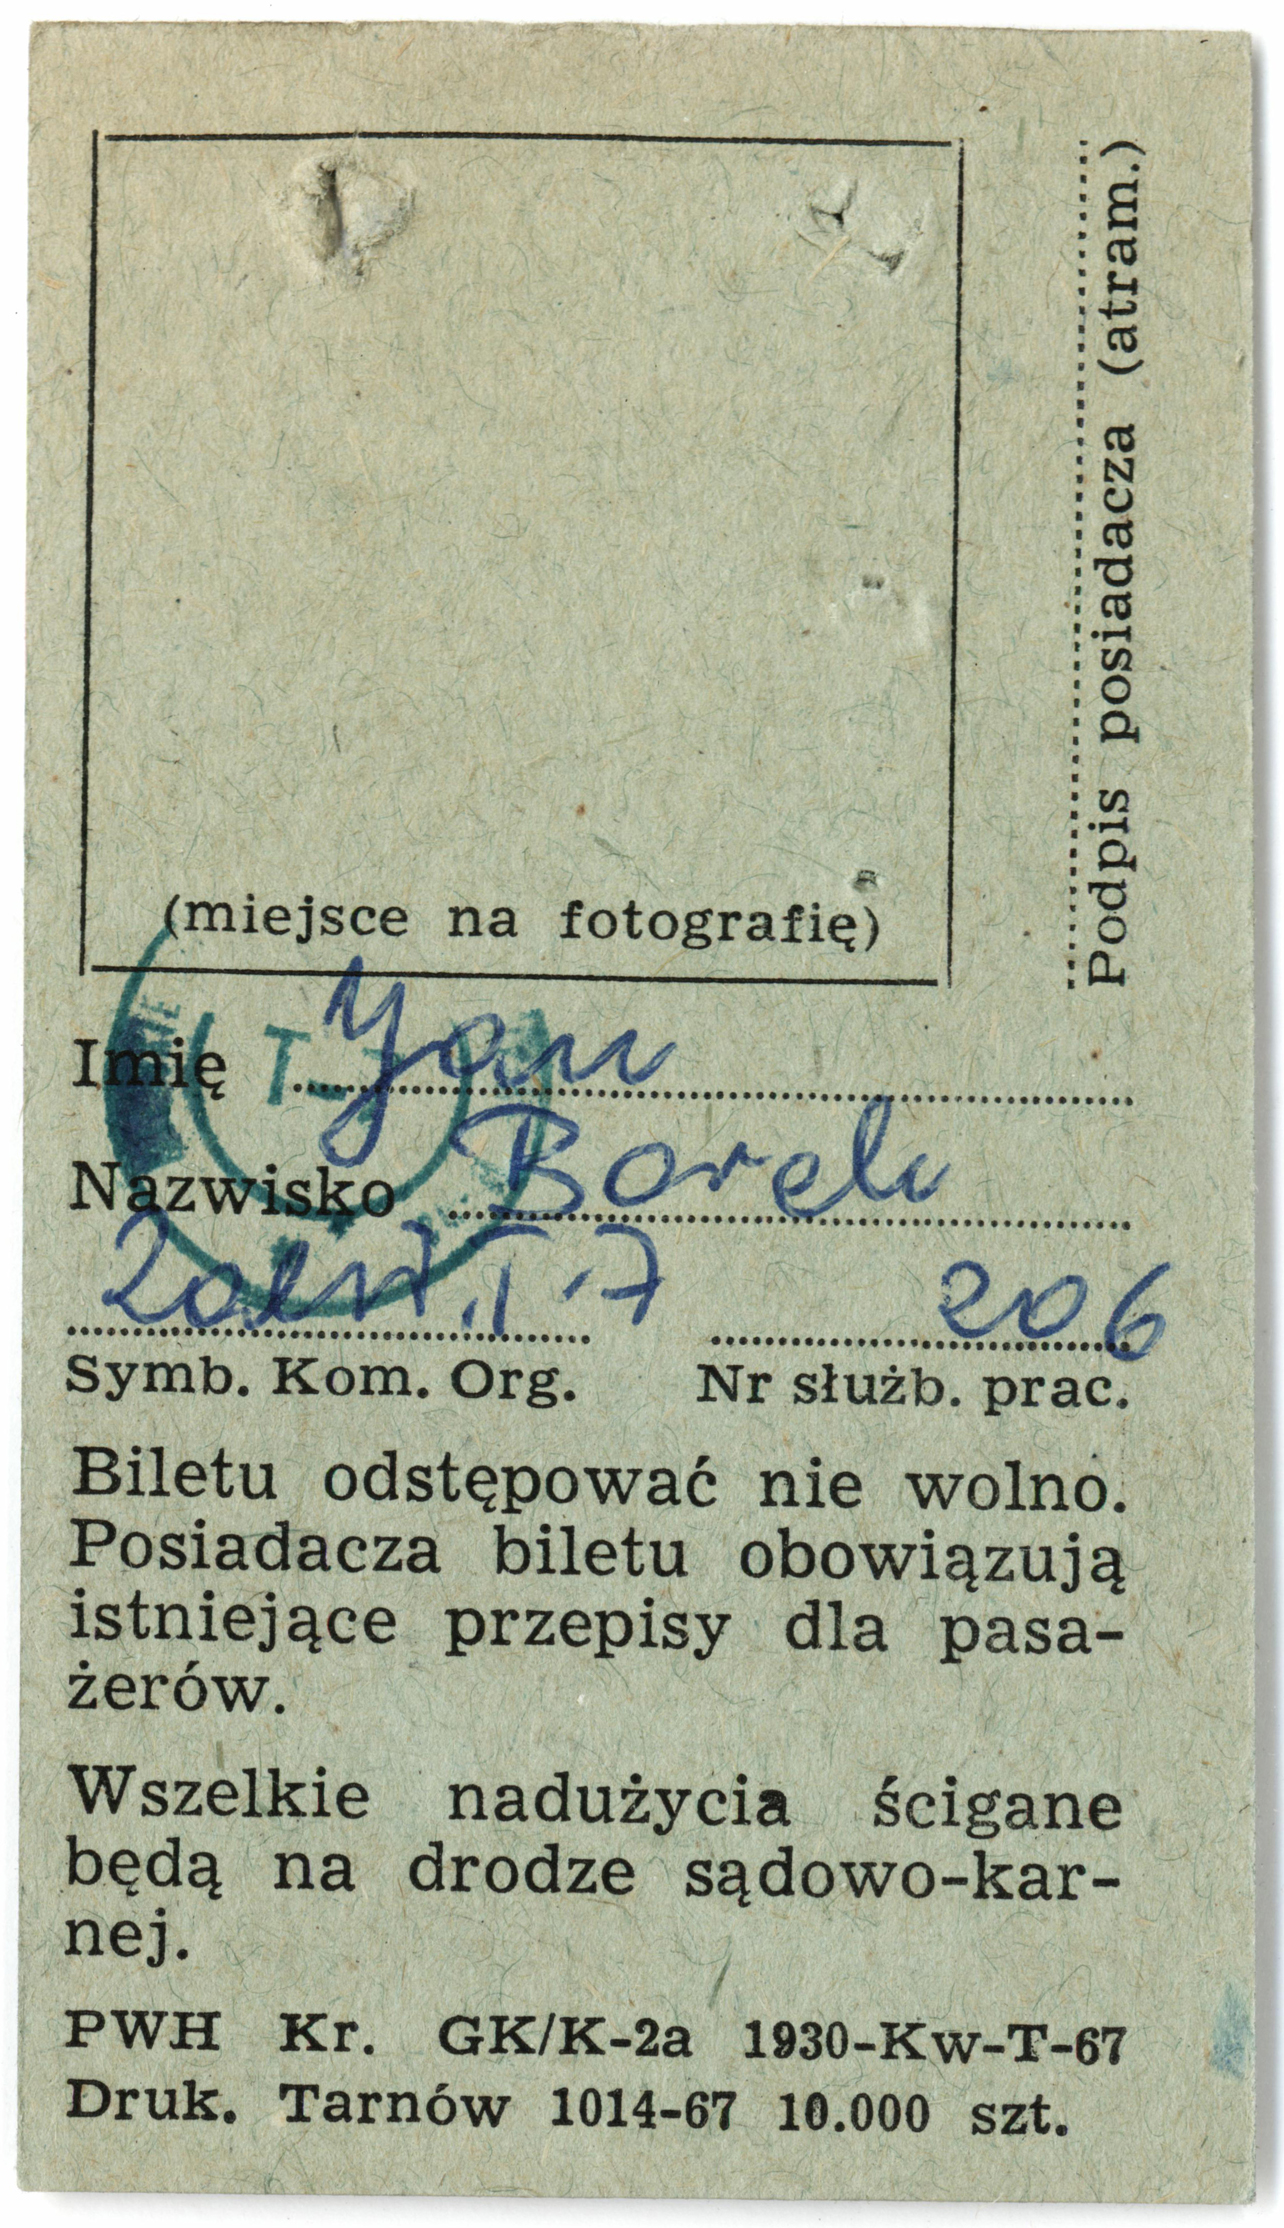 (miejsce na fotografię)
Podpis posiadacza (atram.)
Imię Jan
Nazwisko Borek
T-7 206
Symb. Kom. Org. Nr służb. prac.
Biletu odstępować nie wolno.
Posiadacza biletu obowiązują
istniejące przepisy dla pasa-
żerów.
Wszelkie nadużycia ścigane
będą na drodze sądowo-kar-
nej.
PWH Kr. GK/K-2a 1930-Kw-T-67
Druk. Tarnów 1014-67 10.000 szt.